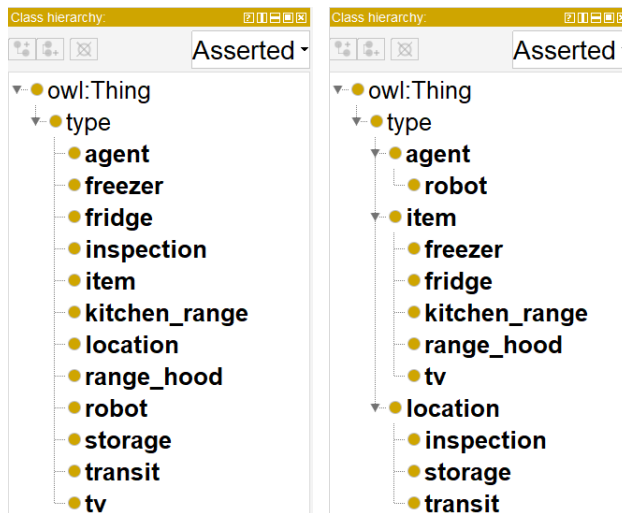 Class hierarchy:
Asserted
owl:Thing
type
agent
freezer
fridge
inspection
item
kitchen_range
location
range_hood
robot
storage
transit
tv
Class hierarchy:
Asserted
owl:Thing
type
agent
robot
item
freezer
fridge
kitchen_range
range_hood
tv
location
inspection
storage
transit